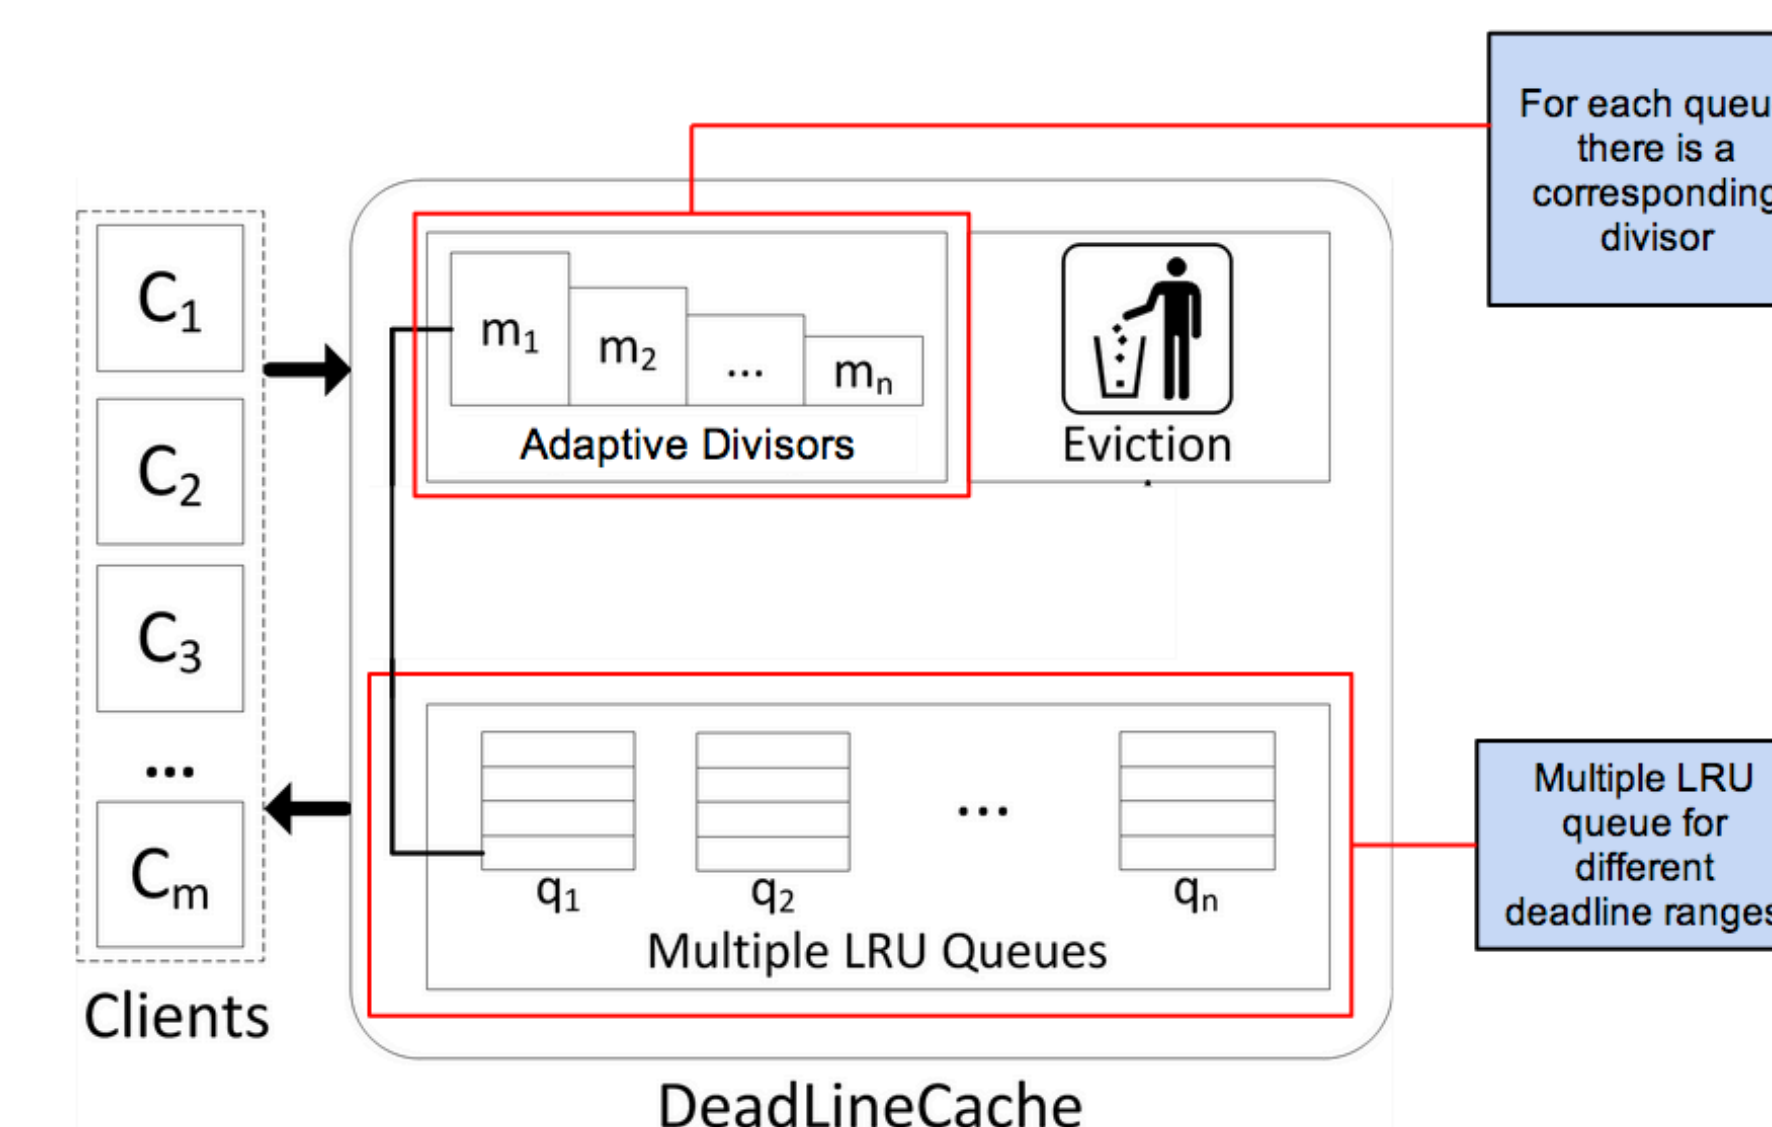 For each queu
there is a
corresponding
divisor
C1
C2
C3
...
Cm
Clients
m1 m2 ... mn
Adaptive Divisors
Eviction
q1 q2 ... qn
Multiple LRU Queues
DeadLineCache
Multiple LRU
queue for
different
deadline ranges